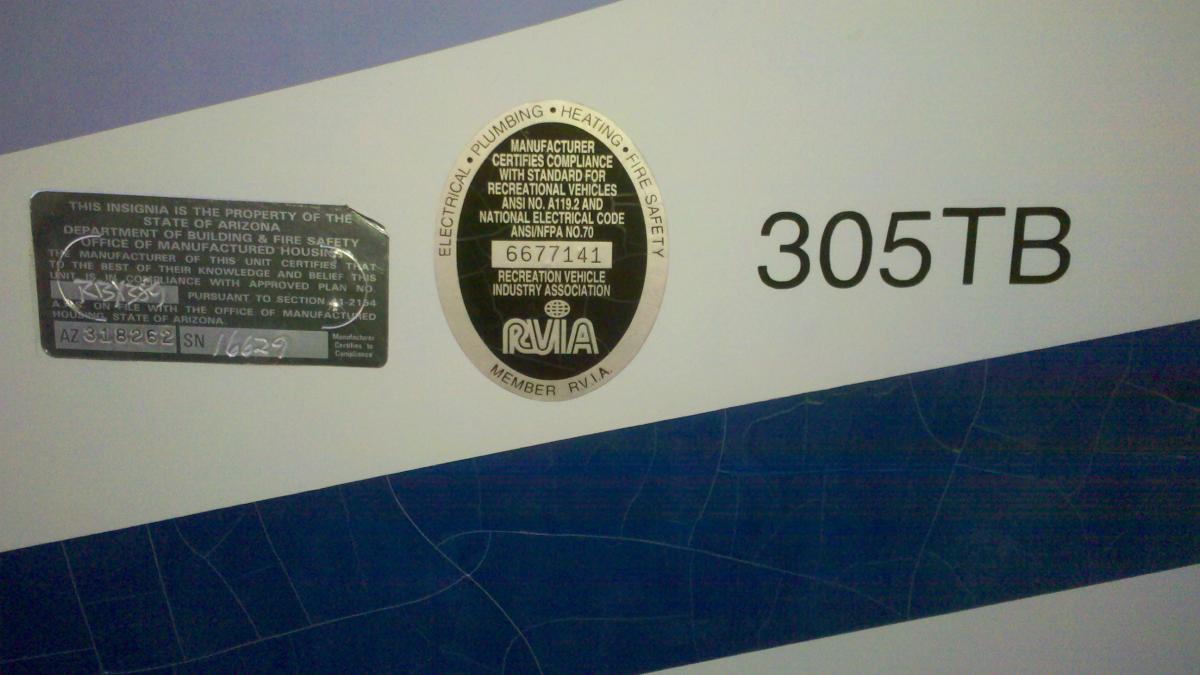 THIS INSIGNIA IS THE PROPERTY OF THE
STATE OF ARIZONA
DEPARTMENT OF BUILDING & FIRE SAFETY
OFFICE OF MANUFACTURED HOUSING
THE MANUFACTURER OF THIS UNIT CERTIFIES THAT
TO THE BEST OF THEIR KNOWLEDGE AND BELIEF THIS
UNIT IS IN COMPLIANCE WITH APPROVED PLAN NO.
PURSUANT TO SECTION
ON FILE WITH THE OFFICE OF MANUFACTURED
HOUSING STATE OF ARIZONA.
AZ 318262 SN 16629
Manufacturer
Certifies to
Compliance
ELECTRICAL • PLUMBING • HEATING • FIRE SAFETY
MANUFACTURER
CERTIFIES COMPLIANCE
WITH STANDARD FOR
RECREATIONAL VEHICLES
ANSI NO. A119.2 AND
NATIONAL ELECTRICAL CODE
ANSI/NFPA NO.70
6677141
RECREATION VEHICLE
INDUSTRY ASSOCIATION
RVIA
MEMBER R.V.I.A.
305TB